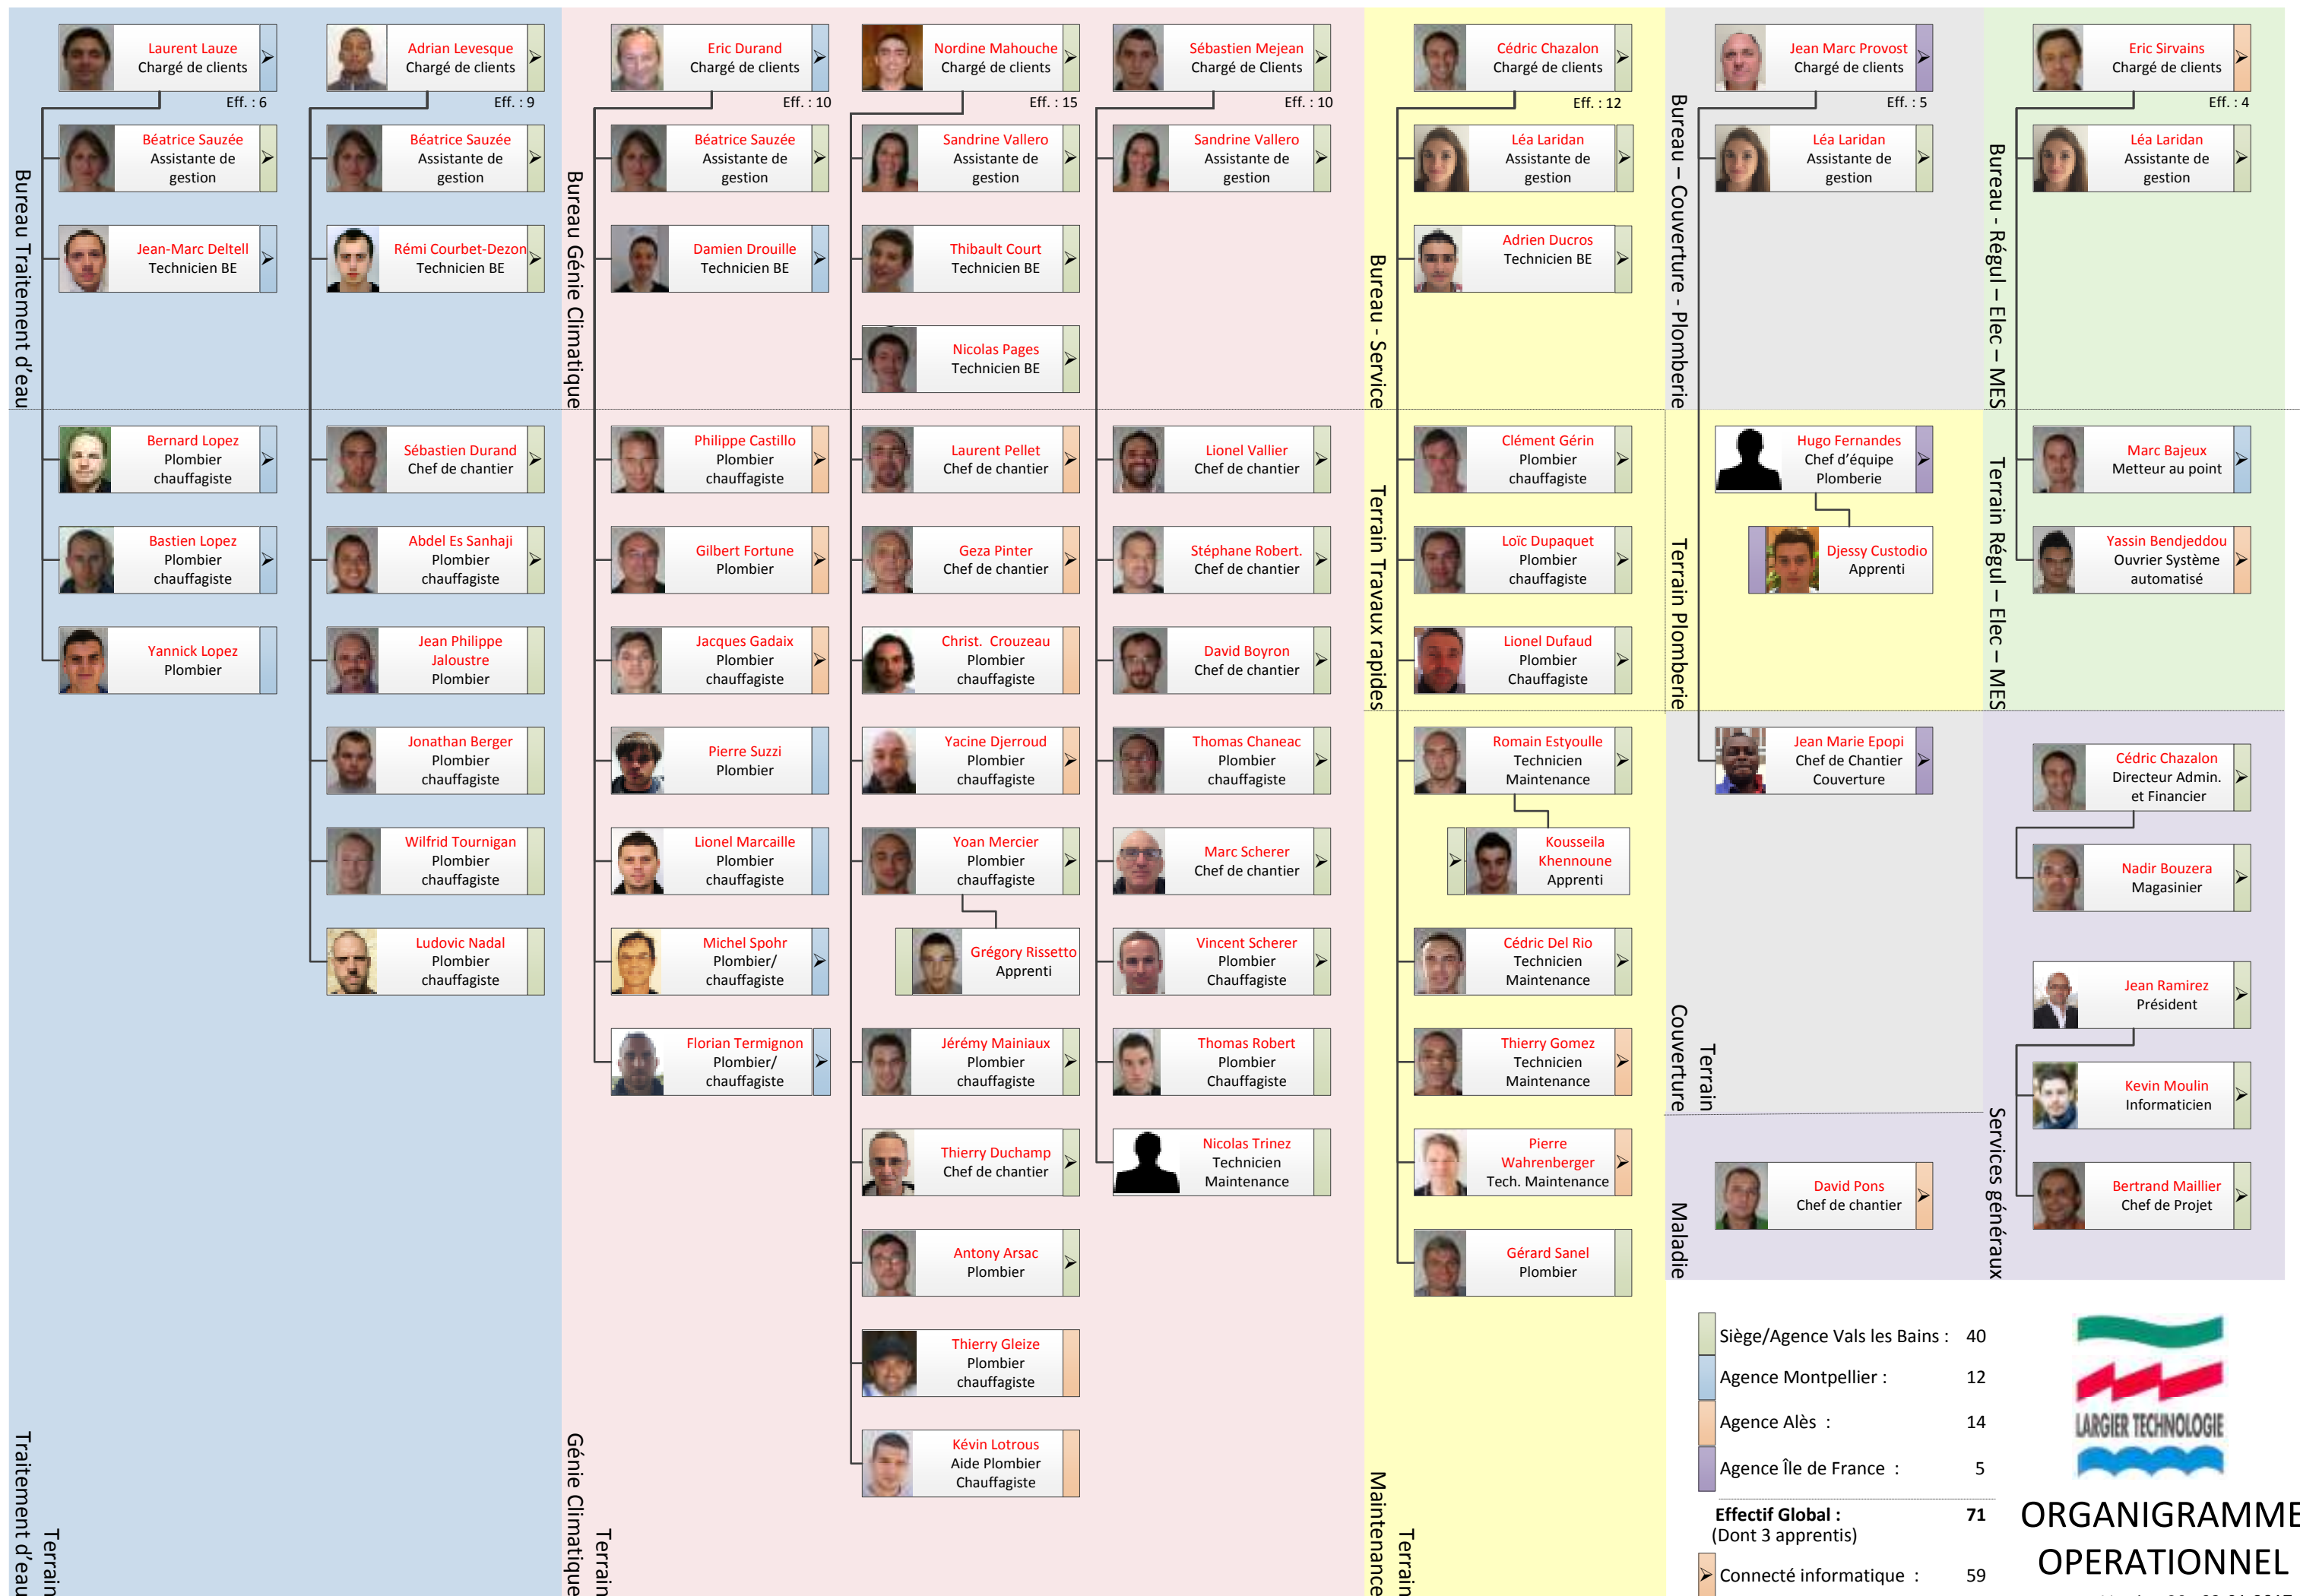 Laurent Lauze
Chargé de clients
Eff. : 6
Béatrice Sauzée
Assistante de
gestion
Jean-Marc Deltell
Technicien BE
Bureau Traitement d'eau
Bernard Lopez
Plombier
chauffagiste
Bastien Lopez
Plombier
chauffagiste
Yannick Lopez
Plombier
Adrian Levesque
Chargé de clients
Eff. : 9
Béatrice Sauzée
Assistante de
gestion
Rémi Courbet-Dezon
Technicien BE
Sébastien Durand
Chef de chantier
Abdel Es Sanhaji
Plombier
chauffagiste
Jean Philippe
Jaloustre
Plombier
Jonathan Berger
Plombier
chauffagiste
Wilfrid Tournigan
Plombier
chauffagiste
Ludovic Nadal
Plombier
chauffagiste
Terrain
Traitement d'eau
Eric Durand
Chargé de clients
Eff. : 10
Béatrice Sauzée
Assistante de
gestion
Damien Drouille
Technicien BE
Bureau Génie Climatique
Philippe Castillo
Plombier
chauffagiste
Gilbert Fortune
Plombier
Jacques Gadaix
Plombier
chauffagiste
Pierre Suzzi
Plombier
Lionel Marcaille
Plombier
chauffagiste
Michel Spohr
Plombier/
chauffagiste
Florian Termignon
Plombier/
chauffagiste
Nordine Mahouche
Chargé de clients
Eff. : 15
Sandrine Vallero
Assistante de
gestion
Thibault Court
Technicien BE
Nicolas Pages
Technicien BE
Laurent Pellet
Chef de chantier
Geza Pinter
Chef de chantier
Christ. Crouzeau
Plombier
chauffagiste
Yacine Djerroud
Plombier
chauffagiste
Yoan Mercier
Plombier
chauffagiste
Grégory Rissetto
Apprenti
Jérémy Mainiaux
Plombier
chauffagiste
Thierry Duchamp
Chef de chantier
Antony Arsac
Plombier
Thierry Gleize
Plombier
chauffagiste
Kévin Lotrous
Aide Plombier
Chauffagiste
Sébastien Mejean
Chargé de Clients
Eff. : 10
Sandrine Vallero
Assistante de
gestion
Lionel Vallier
Chef de chantier
Stéphane Robert.
Chef de chantier
David Boyron
Chef de chantier
Thomas Chaneac
Plombier
chauffagiste
Marc Scherer
Chef de chantier
Vincent Scherer
Plombier
Chauffagiste
Thomas Robert
Plombier
Chauffagiste
Nicolas Trinez
Technicien
Maintenance
Terrain
Génie Climatique
Cédric Chazalon
Chargé de clients
Eff. : 12
Léa Laridan
Assistante de
gestion
Adrien Ducros
Technicien BE
Bureau - Service
Clément Gérin
Plombier
chauffagiste
Loïc Dupaquet
Plombier
chauffagiste
Lionel Dufaud
Plombier
Chauffagiste
Terrain Travaux rapides
Romain Estyoulle
Technicien
Maintenance
Kousseila
Khennoune
Apprenti
Cédric Del Rio
Technicien
Maintenance
Thierry Gomez
Technicien
Maintenance
Pierre
Wahrenberger
Tech. Maintenance
Gérard Sanel
Plombier
Terrain
Maintenance
Jean Marc Provost
Chargé de clients
Eff. : 5
Léa Laridan
Assistante de
gestion
Bureau – Couverture - Plomberie
Hugo Fernandes
Chef d'équipe
Plomberie
Djessy Custodio
Apprenti
Terrain Plomberie
Jean Marie Epopi
Chef de Chantier
Couverture
Terrain
Couverture
David Pons
Chef de chantier
Maladie
Eric Sirvains
Chargé de clients
Eff. : 4
Léa Laridan
Assistante de
gestion
Bureau - Régul – Elec – MES
Marc Bajeux
Metteur au point
Yassin Bendjeddou
Ouvrier Système
automatisé
Terrain Régul – Elec – MES
Cédric Chazalon
Directeur Admin.
et Financier
Nadir Bouzera
Magasinier
Jean Ramirez
Président
Kevin Moulin
Informaticien
Bertrand Maillier
Chef de Projet
Services généraux
Siège/Agence Vals les Bains : 40
Agence Montpellier : 12
Agence Alès : 14
Agence Île de France : 5
Effectif Global : 71
(Dont 3 apprentis)
Connecté informatique : 59
LARGIER TECHNOLOGIE
ORGANIGRAMME
OPERATIONNEL